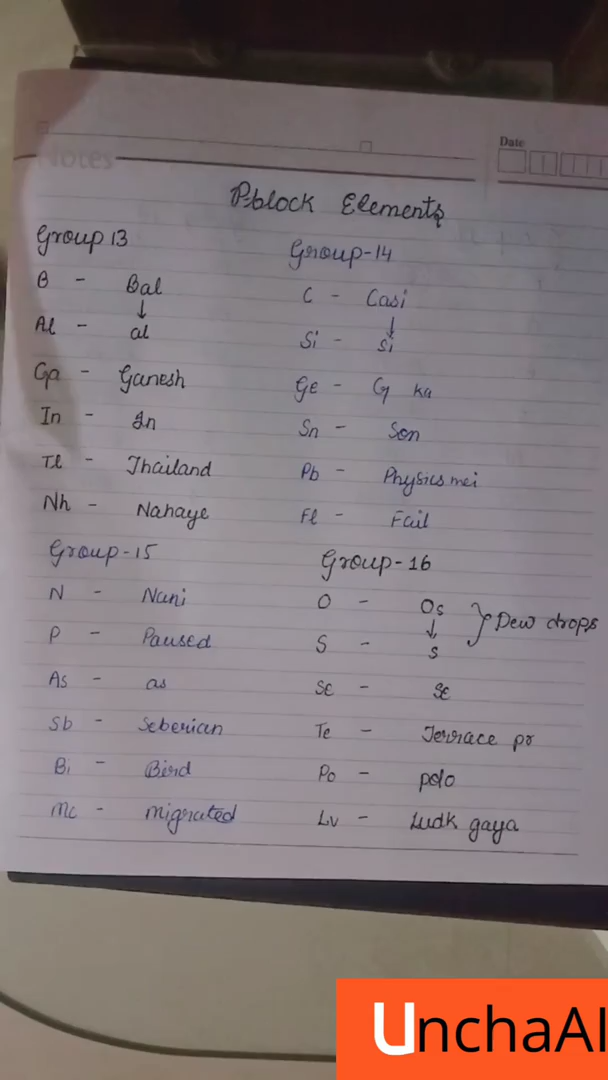 Notes
Date
P-block Elements
Group 13
B - Bal
↓
Al - al
Ga - Ganesh
In - In
Tl - Thailand
Nh - Nahaye
Group-14
C - Casi
↓
Si - Si
Ge - G ka
Sn - Son
Pb - Physics mei
Fl - Fail
Group-15
N - Nani
P - Paused
As - as
Sb - Seberian
Bi - Bird
Mc - migrated
Group-16
O - Os } Dew drops
↓
S - s
Se - Se
Te - Terrace pr
Po - polo
Lv - Ludk gaya
UnchaAI